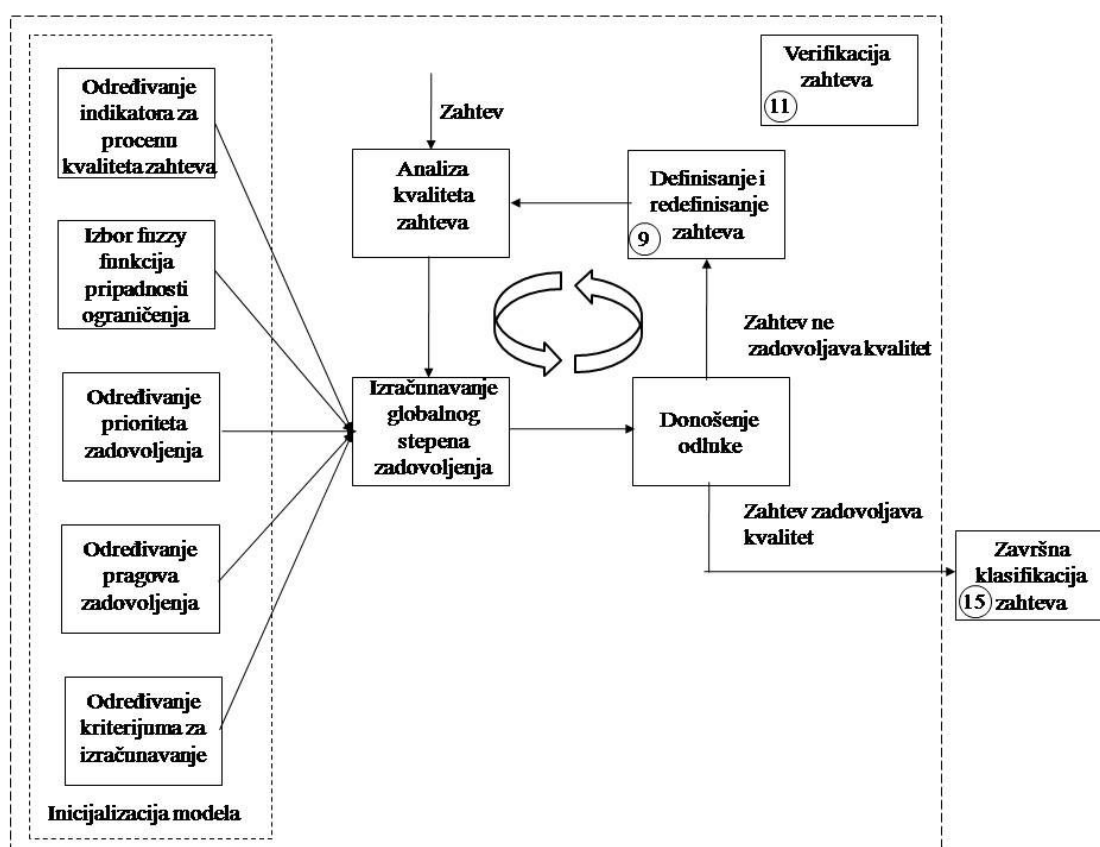 Određivanje
indikatora za
procenu
kvaliteta zahteva
Izbor fuzzy
funkcija
pripadnosti
ograničenja
Određivanje
prioriteta
zadovoljenja
Određivanje
pragova
zadovoljenja
Određivanje
kriterijuma za
izračunavanje
Inicijalizacija modela
Zahtev
Analiza
kvaliteta
zahteva
Izračunavanje
globalnog
stepena
zadovoljenja
Verifikacija
zahteva
11
Definisanje i
redefinisanje
zahteva
9
Zahtev ne
zadovoljava kvalitet
Donošenje
odluke
Zahtev zadovoljava
kvalitet
Završna
klasifikacija
zahteva
15